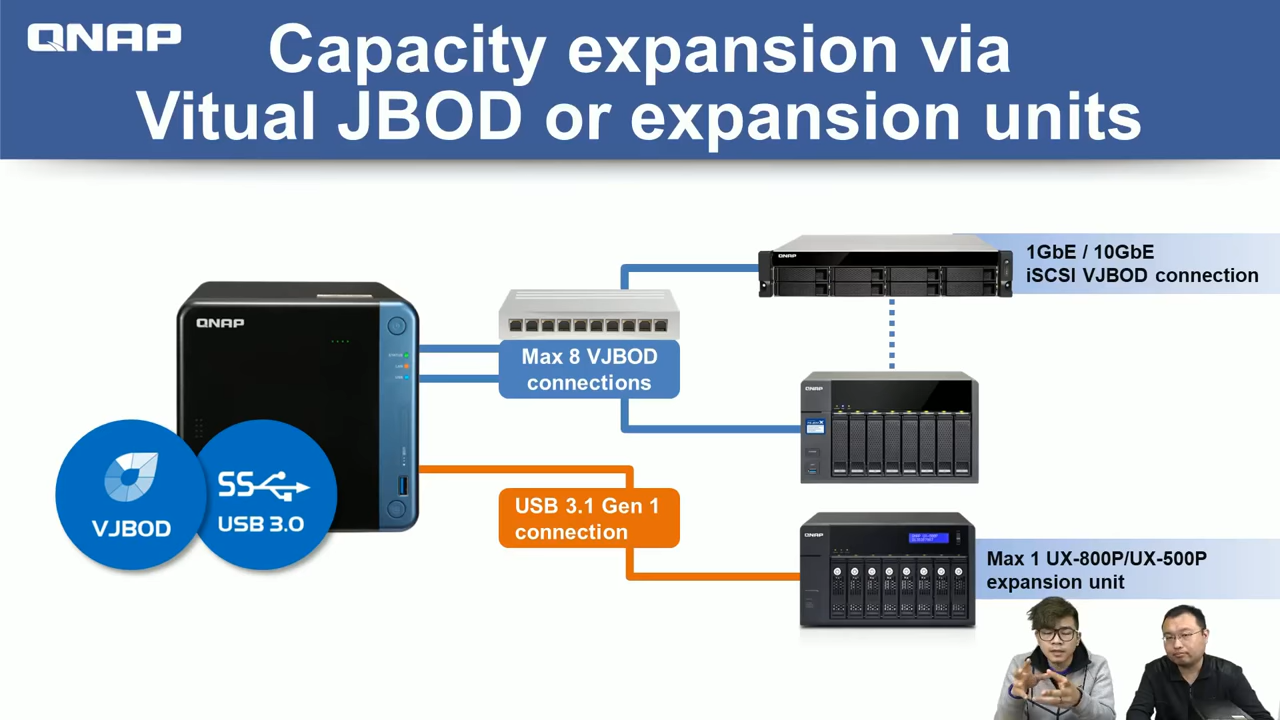 QNAP
Capacity expansion via
Vitual JBOD or expansion units
QNAP
1GbE / 10GbE
iSCSI VJBOD connection
QNAP
Max 8 VJBOD
connections
QNAP
VJBOD
SS
USB 3.0
USB 3.1 Gen 1
connection
QNAP
Max 1 UX-800P/UX-500P
expansion unit